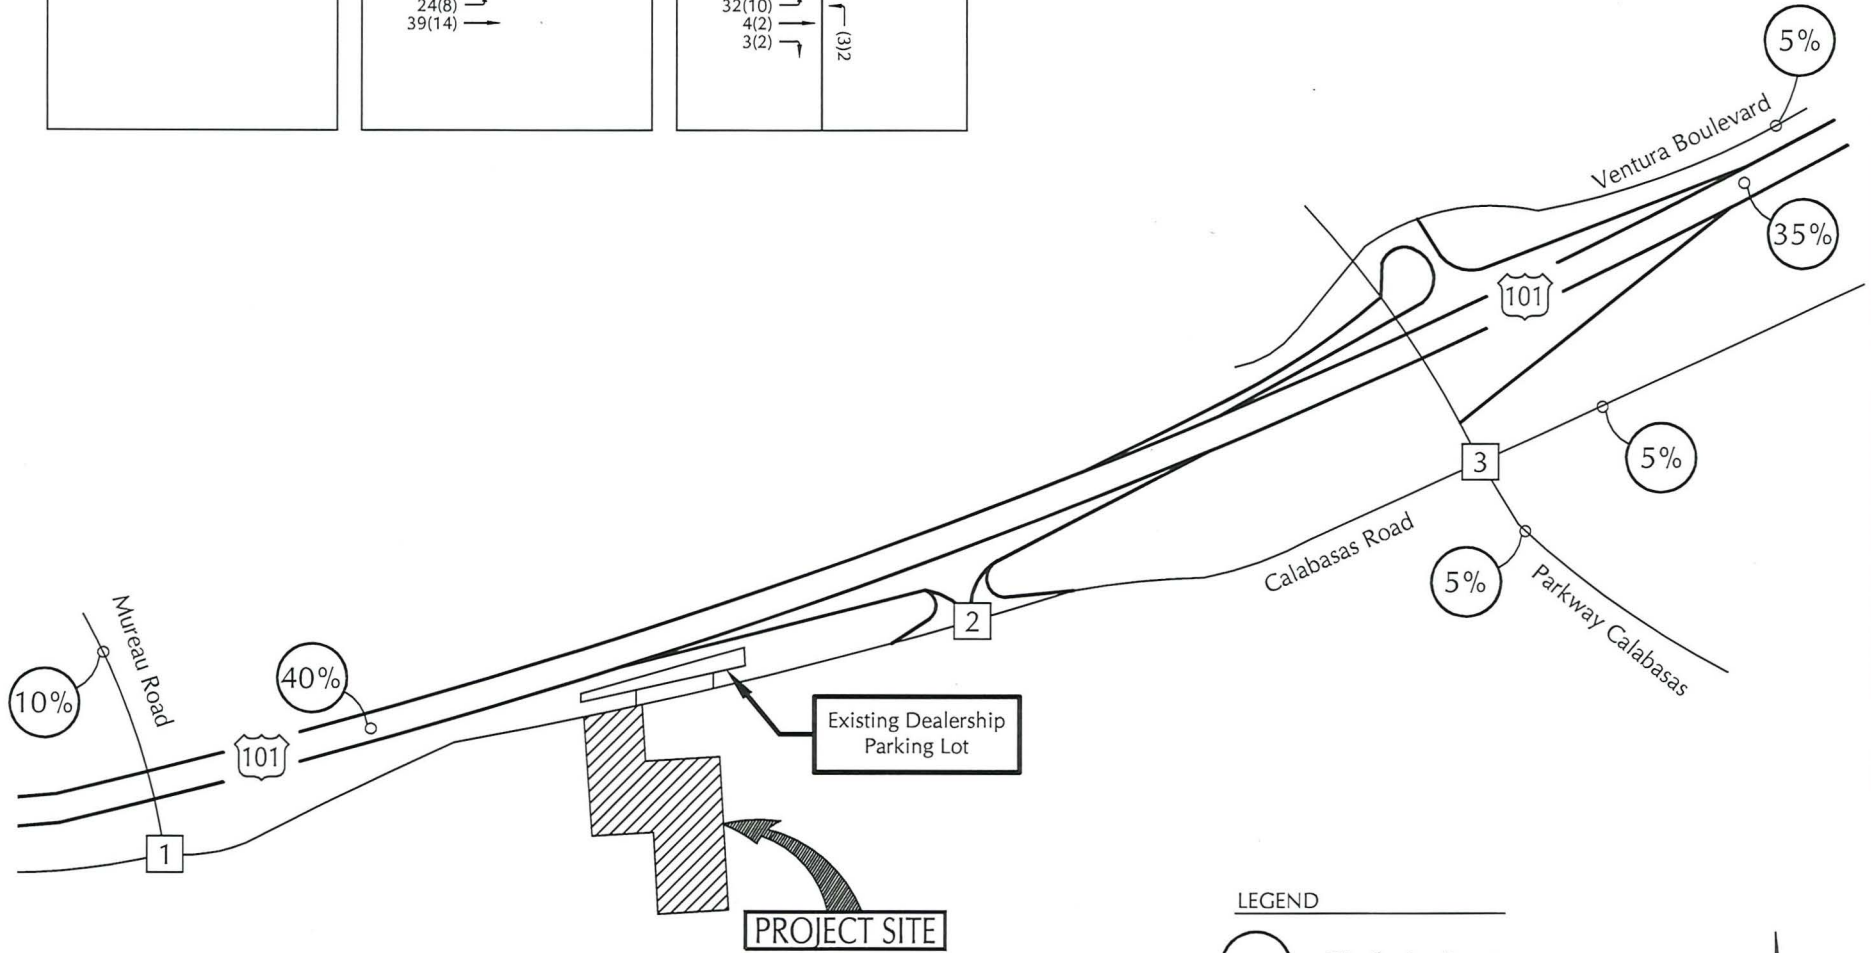 24(8)
39(14)
32(10)
4(2)
3(2)
(3)2
5%
Ventura Boulevard
35%
101
3
5%
Calabasas Road
5%
Parkway Calabasas
2
Mureau Road
10%
40%
101
Existing Dealership
Parking Lot
1
PROJECT SITE
LEGEND